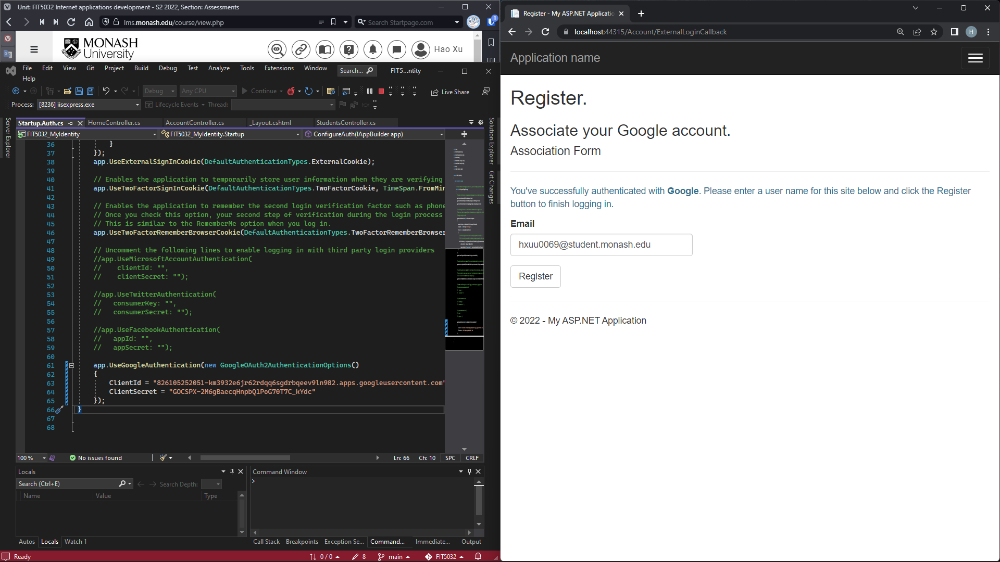 Unit: FIT5032 Internet applications development - S2 2022, Section: Assessments
lms.monash.edu/course/view.php
Search Startpage.com
1
MONASH
University
Hao Xu
File Edit View Git Project Build Debug Test Analyze Tools Extensions Window
Help
Search...
FIT5...ntity
Debug
Any CPU
Continue
Live Share
Process: [8236] iisexpress.exe
Lifecycle Events
Thread:
Server Explorer
Startup.Auth.cs HomeController.cs AccountController.cs _Layout.cshtml StudentsController.cs
FIT5032_MyIdentity FIT5032_MyIdentity.Startup ConfigureAuth(IAppBuilder app)
Solution Explorer
Git Changes
36 }
37 });
38 app.UseExternalSignInCookie(DefaultAuthenticationTypes.ExternalCookie);
39
40 // Enables the application to temporarily store user information when they are verifying
41 app.UseTwoFactorSignInCookie(DefaultAuthenticationTypes.TwoFactorCookie, TimeSpan.FromMin
42
43 // Enables the application to remember the second login verification factor such as phone
44 // Once you check this option, your second step of verification during the login process
45 // This is similar to the RememberMe option when you log in.
46 app.UseTwoFactorRememberBrowserCookie(DefaultAuthenticationTypes.TwoFactorRememberBrowser
47
48 // Uncomment the following lines to enable logging in with third party login providers
49 //app.UseMicrosoftAccountAuthentication(
50 //    clientId: "",
51 //    clientSecret: "");
52
53 //app.UseTwitterAuthentication(
54 //   consumerKey: "",
55 //   consumerSecret: "");
56
57 //app.UseFacebookAuthentication(
58 //   appId: "",
59 //   appSecret: "");
60
61 app.UseGoogleAuthentication(new GoogleOAuth2AuthenticationOptions()
62 {
63 ClientId = "826105252051-km3932e6jr62rdqq6sgdrbqeev9ln982.apps.googleusercontent.com"
64 ClientSecret = "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"
65 });
66 }
67
68
100 % No issues found Ln: 66 Ch: 10 SPC CRLF
Locals
Search (Ctrl+E)
Search Depth:
Name Value Type
Autos Locals Watch 1
Command Window
>
Call Stack Breakpoints Exception Se... Command... Immediate... Output
Ready 0 / 0 8 main FIT5032
Register - My ASP.NET Applicatio
localhost:44315/Account/ExternalLoginCallback
H
Application name
Register.
Associate your Google account.
Association Form
You've successfully authenticated with Google. Please enter a user name for this site below and click the Register
button to finish logging in.
Email
hxuu0069@student.monash.edu
Register
© 2022 - My ASP.NET Application